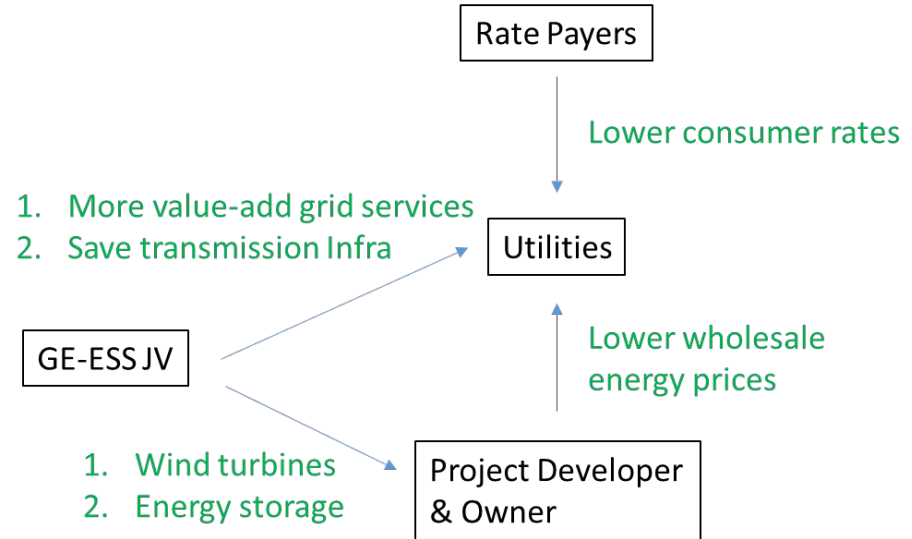 Rate Payers
Lower consumer rates
1. More value-add grid services
2. Save transmission Infra
Utilities
GE-ESS JV
Lower wholesale
energy prices
1. Wind turbines
2. Energy storage
Project Developer
& Owner